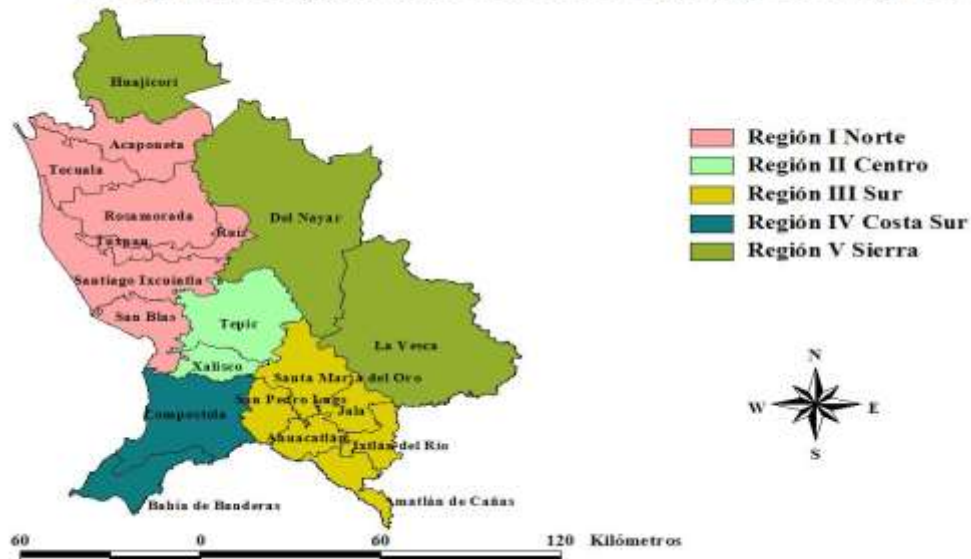 Huajicori
Acaponeta
Tecuala
Rosamorada
Del Nayar
Ruiz
Tuxpan
Santiago Ixcuintla
San Blas
Tepic
La Yesca
Xalisco
Santa María del Oro
San Pedro Lags
Jala
Compostela
Ahuacatlán
Ixtlán del Río
Amatlán de Cañas
Bahía de Banderas
Región I Norte
Región II Centro
Región III Sur
Región IV Costa Sur
Región V Sierra
N
W
E
S
60 0 60 120 Kilómetros